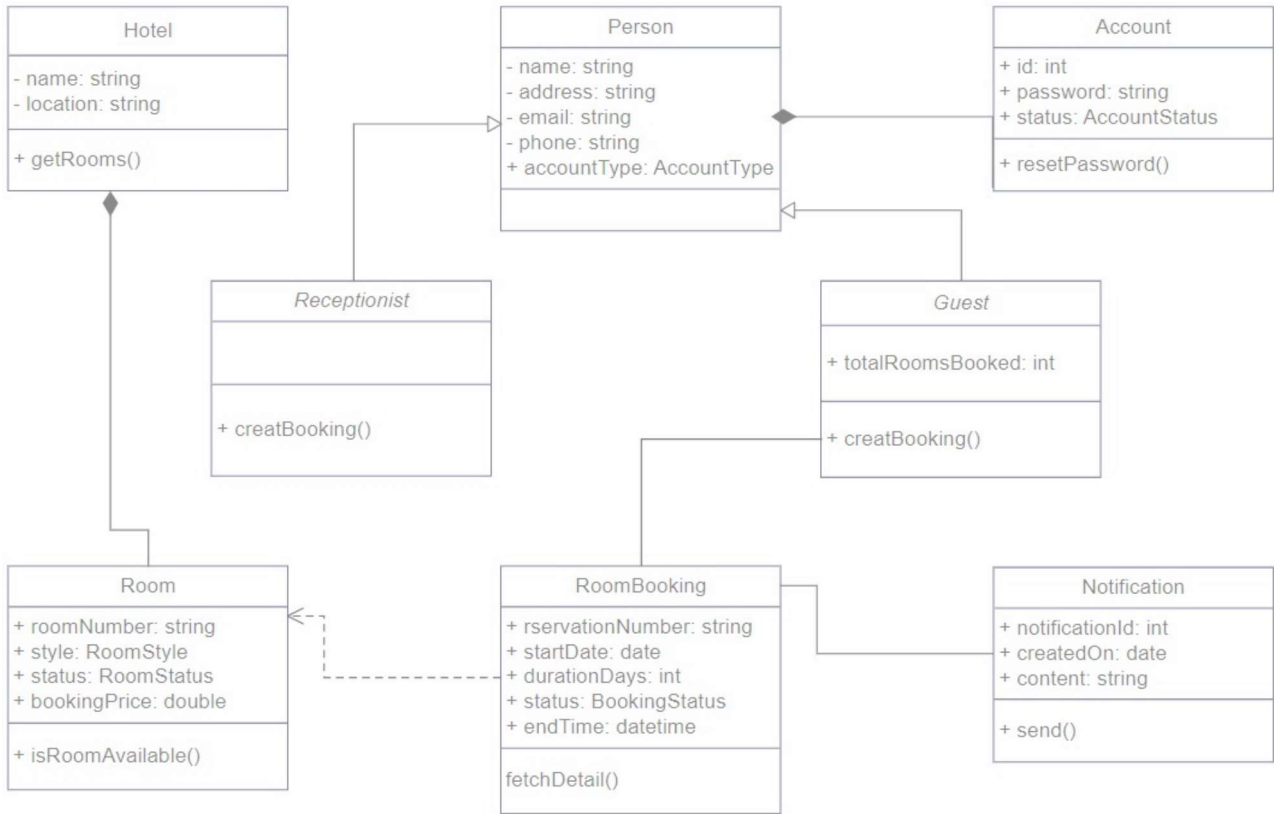 Hotel
- name: string
- location: string
+ getRooms()
Person
- name: string
- address: string
- email: string
- phone: string
+ accountType: AccountType
Account
+ id: int
+ password: string
+ status: AccountStatus
+ resetPassword()
Receptionist
+ creatBooking()
Guest
+ totalRoomsBooked: int
+ creatBooking()
Room
+ roomNumber: string
+ style: RoomStyle
+ status: RoomStatus
+ bookingPrice: double
+ isRoomAvailable()
RoomBooking
+ rservationNumber: string
+ startDate: date
+ durationDays: int
+ status: BookingStatus
+ endTime: datetime
fetchDetail()
Notification
+ notificationId: int
+ createdOn: date
+ content: string
+ send()